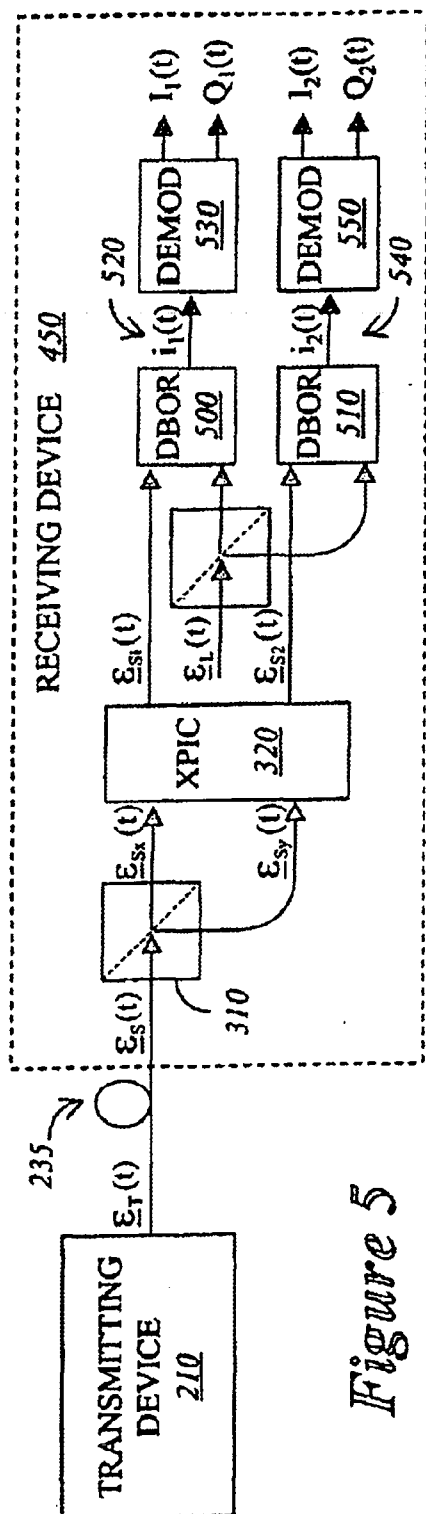 RECEIVING DEVICE 450
TRANSMITTING
DEVICE
210
ε_T(t)
235
ε_S(t)
310
ε_Sx(t)
ε_Sy(t)
XPIC
320
ε_S1(t)
ε_L(t)
ε_S2(t)
DBOR
500
i₁(t)
520
DEMOD
530
I₁(t)
Q₁(t)
DBOR
510
i₂(t)
540
DEMOD
550
I₂(t)
Q₂(t)
Figure 5